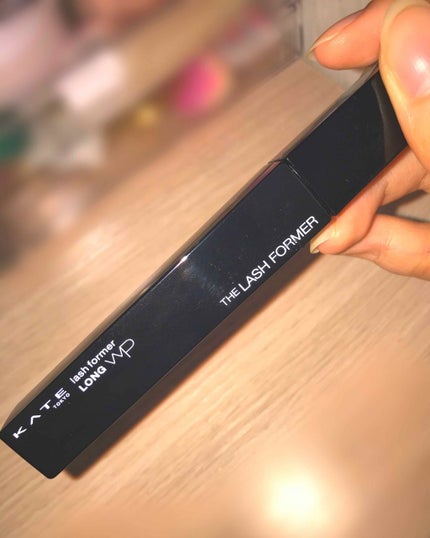 KATE
TOKYO
lash former
LONG WP
THE LASH FORMER